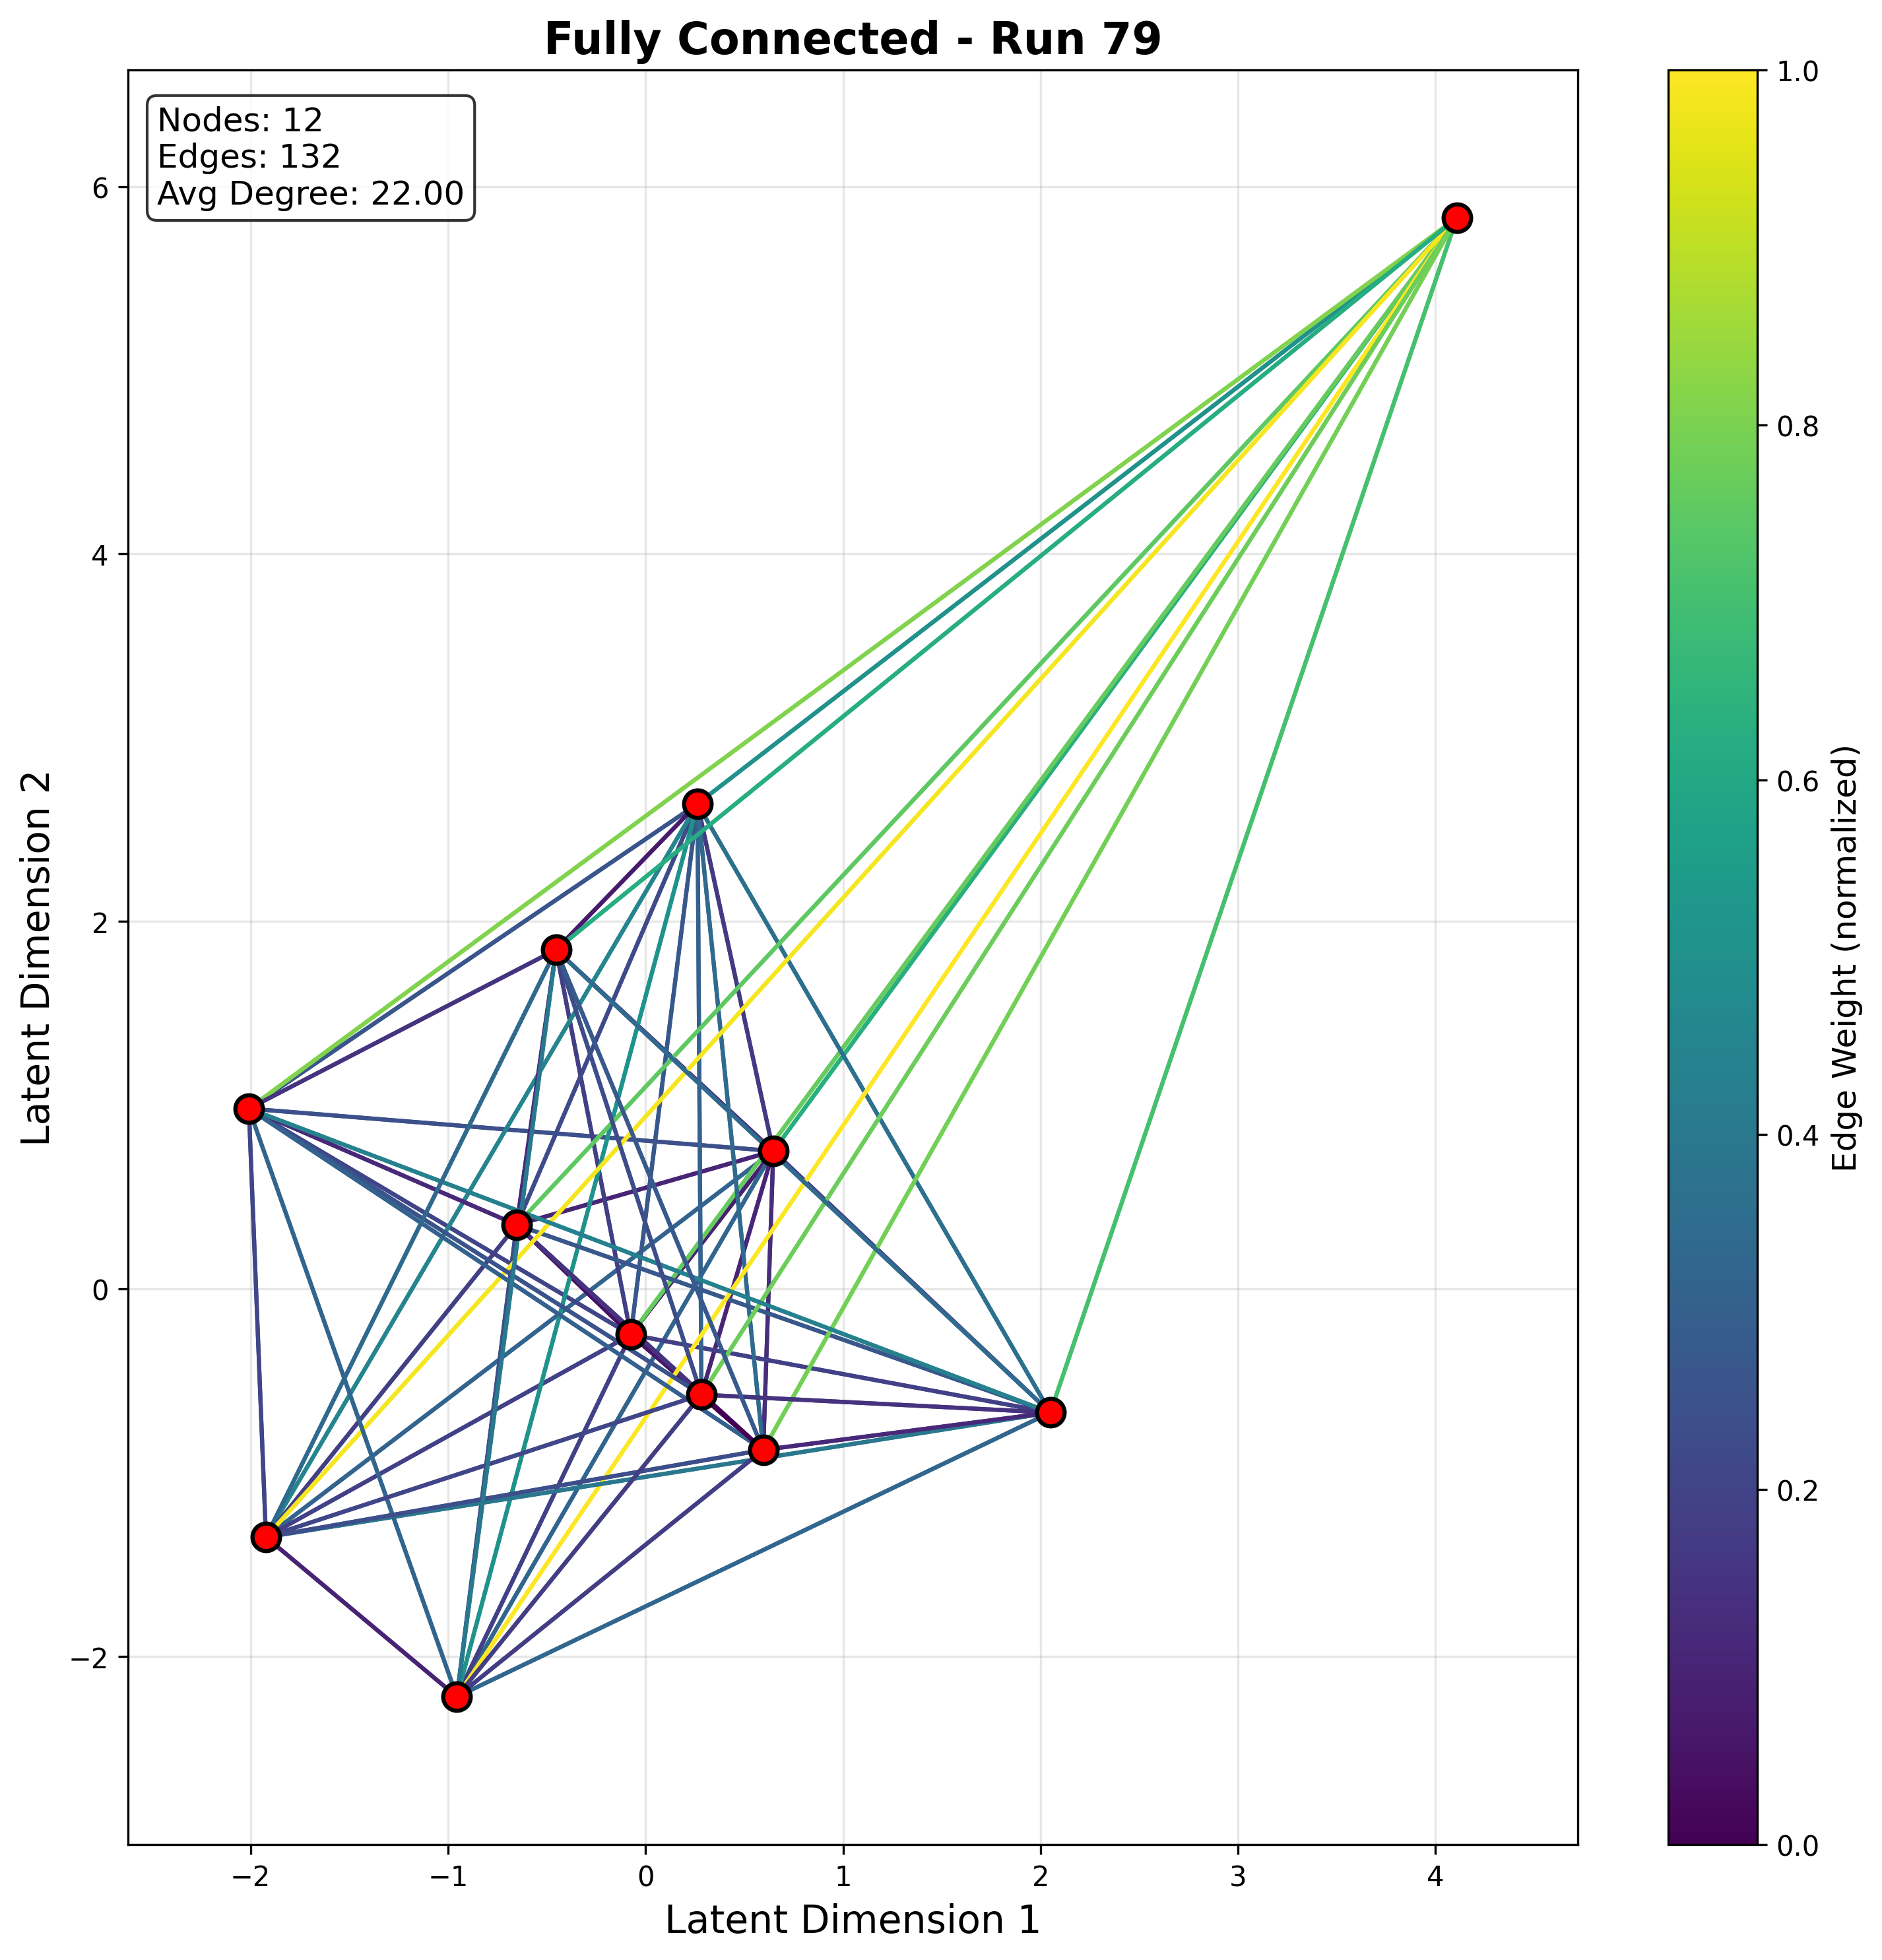 Fully Connected - Run 79
Nodes: 12
Edges: 132
Avg Degree: 22.00
6
4
2
0
−2
Latent Dimension 2
−2
−1
0
1
2
3
4
Latent Dimension 1
1.0
0.8
0.6
0.4
0.2
0.0
Edge Weight (normalized)